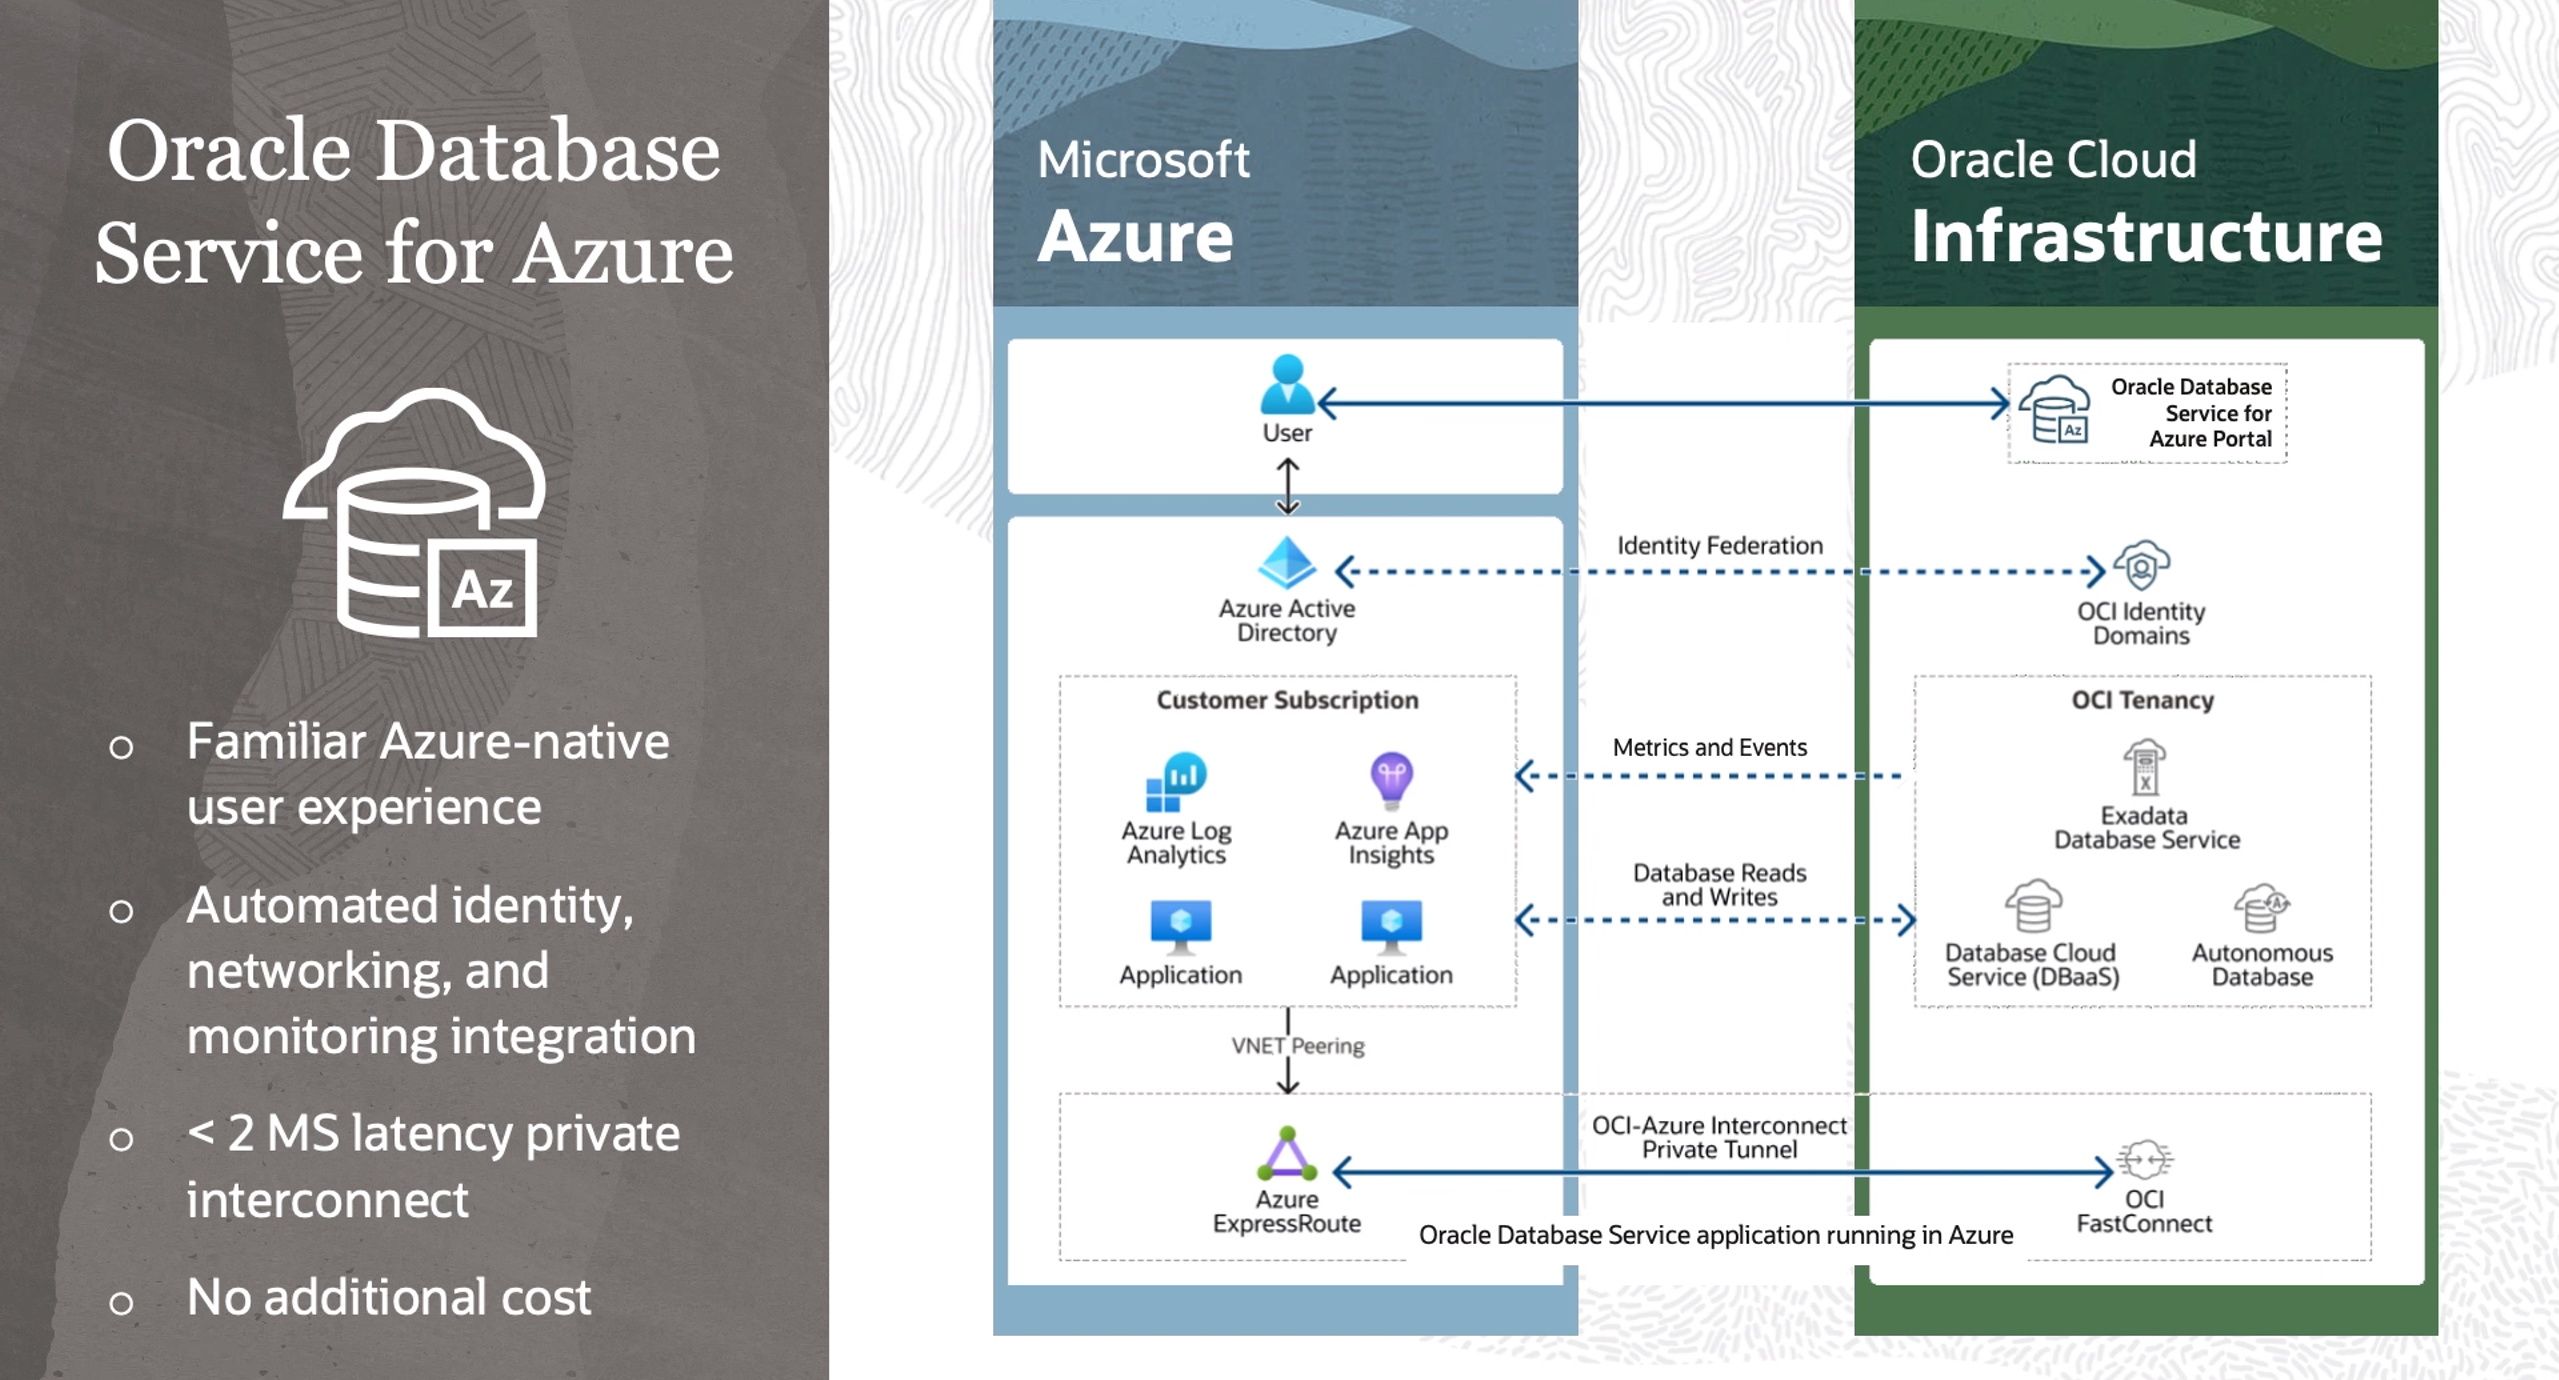 Oracle Database
Service for Azure
Az
Familiar Azure-native
user experience
Automated identity,
networking, and
monitoring integration
< 2 MS latency private
interconnect
No additional cost
Microsoft
Azure
Oracle Cloud
Infrastructure
User
Az
Oracle Database
Service for
Azure Portal
Identity Federation
Azure Active
Directory
OCI Identity
Domains
Customer Subscription
Azure Log
Analytics
Azure App
Insights
Application
Application
Metrics and Events
Database Reads
and Writes
OCI Tenancy
X
Exadata
Database Service
Database Cloud
Service (DBaaS)
A
Autonomous
Database
VNET Peering
OCI-Azure Interconnect
Private Tunnel
Azure
ExpressRoute
OCI
FastConnect
Oracle Database Service application running in Azure